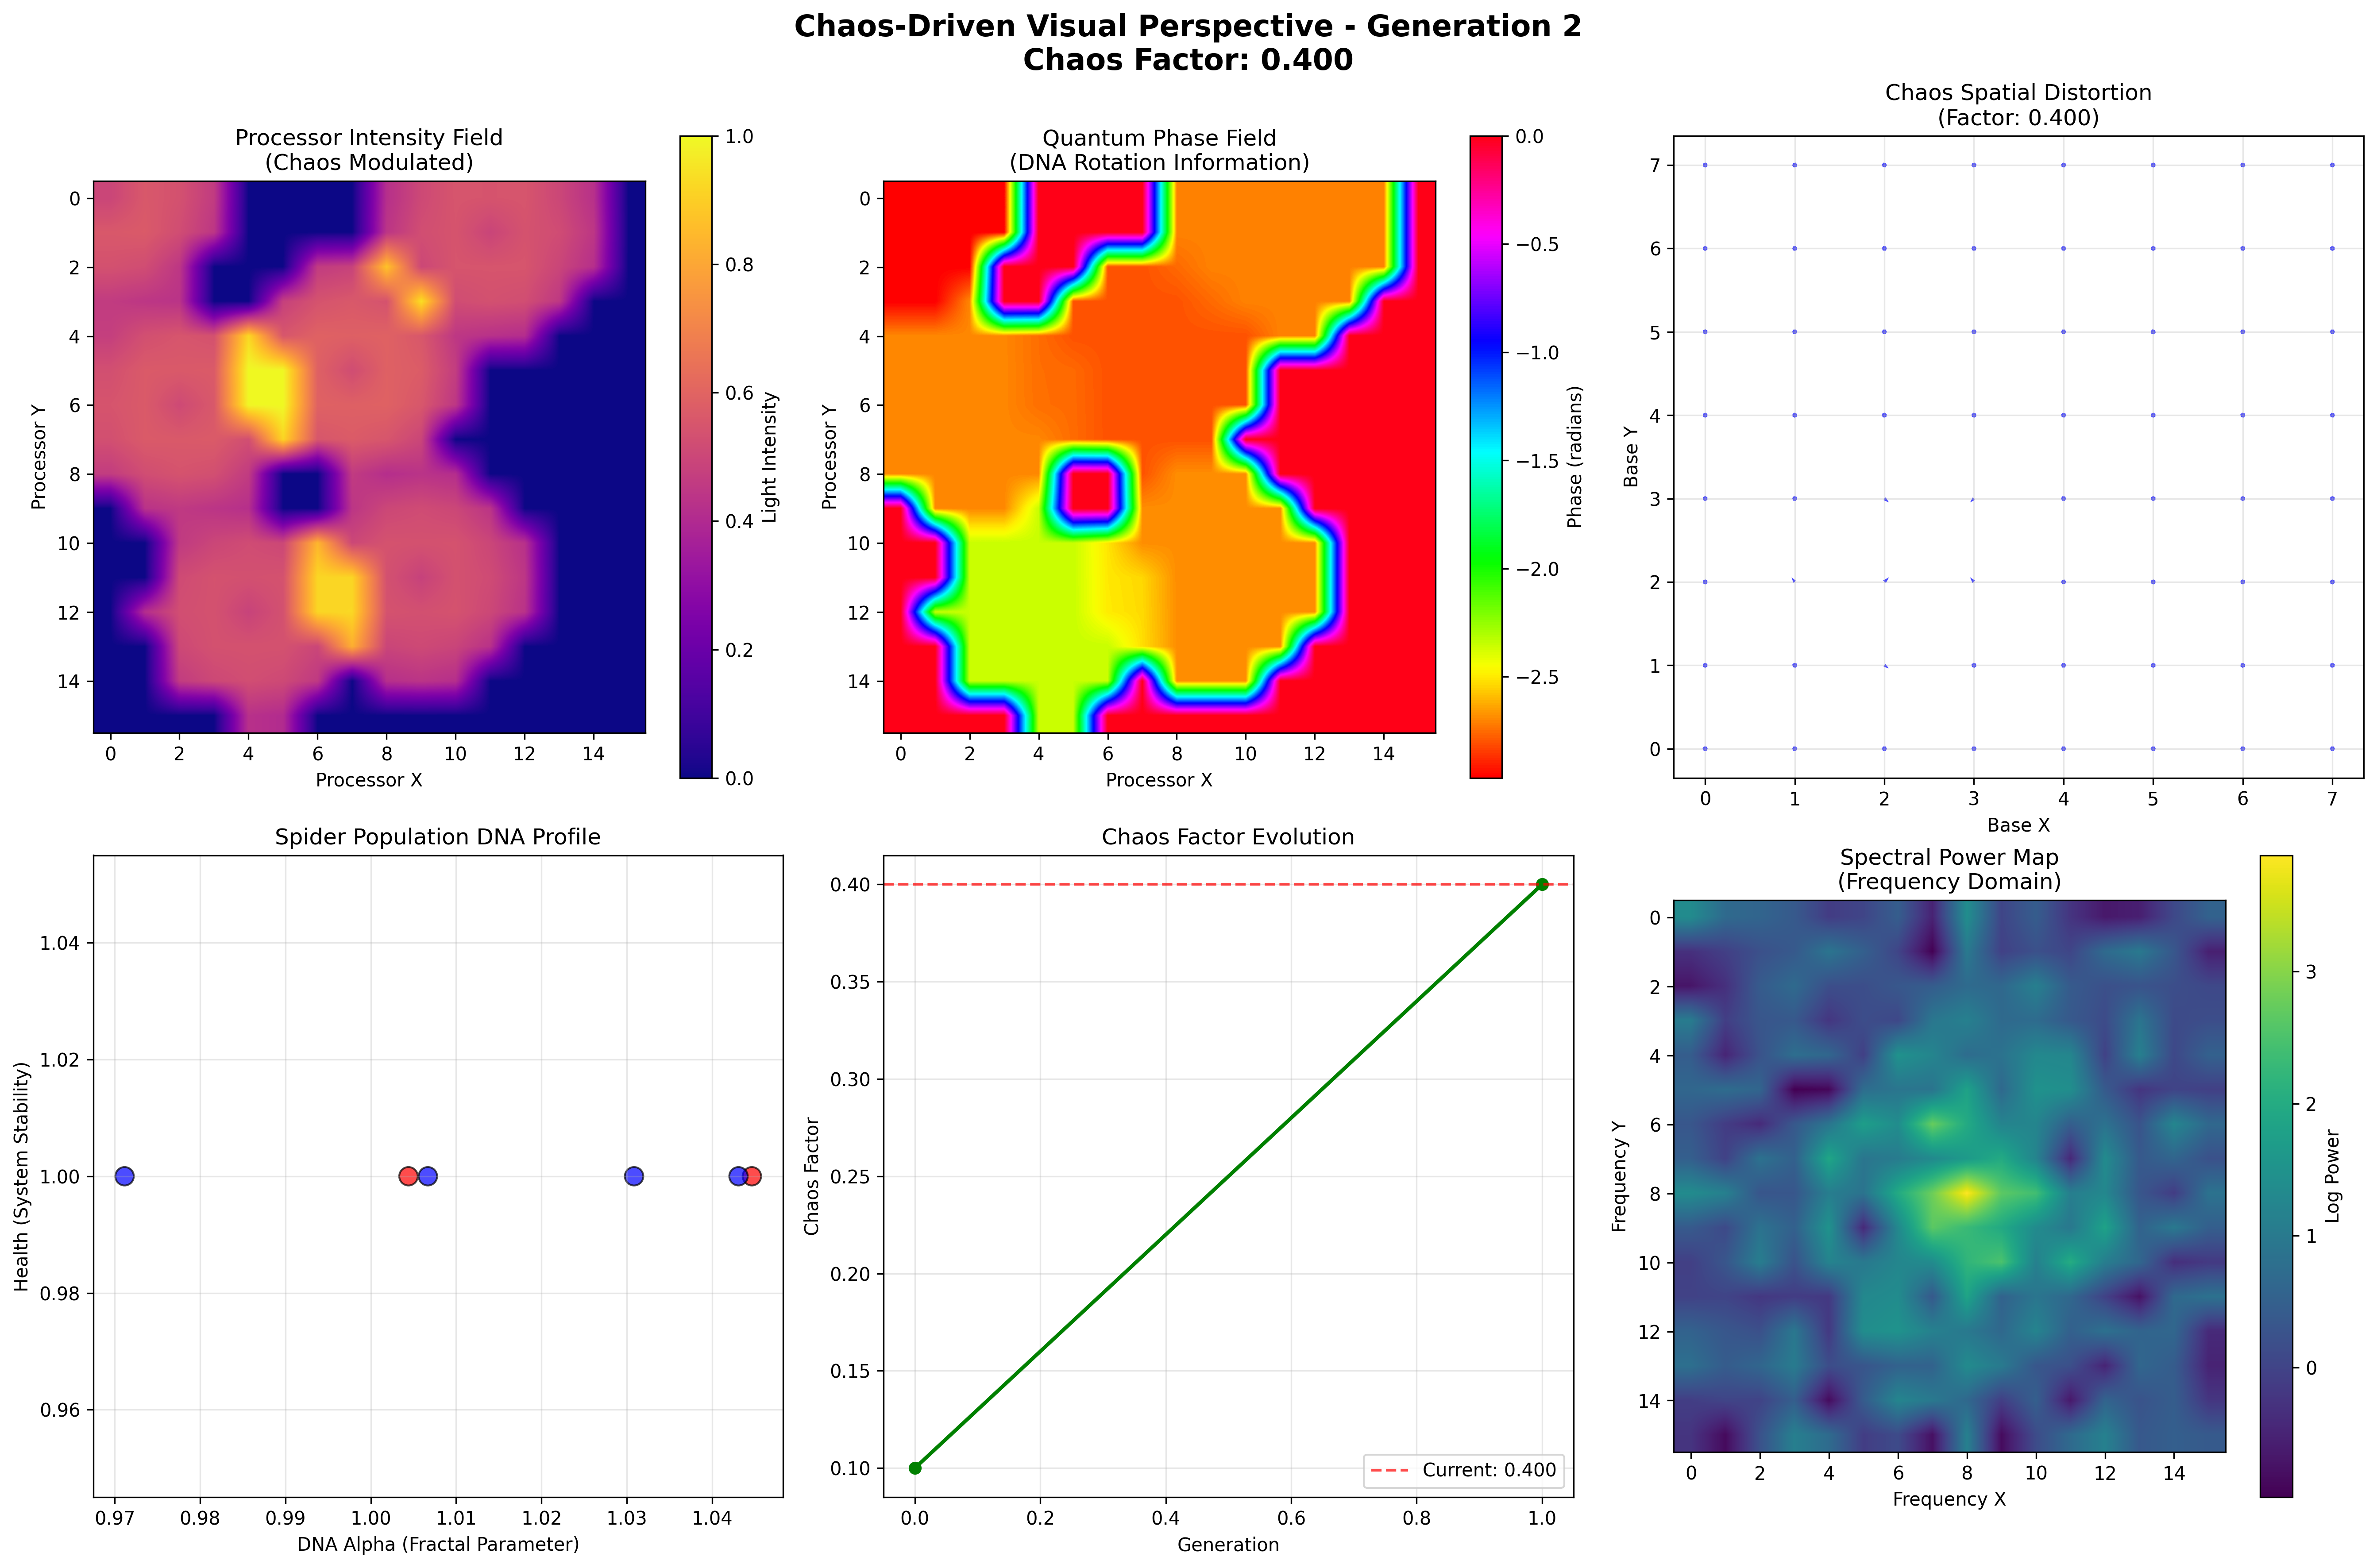 Chaos-Driven Visual Perspective - Generation 2
Chaos Factor: 0.400
Processor Intensity Field
(Chaos Modulated)
0
2
4
6
8
10
12
14
Processor Y
0 2 4 6 8 10 12 14
Processor X
1.0
0.8
0.6
0.4
0.2
0.0
Light Intensity
Quantum Phase Field
(DNA Rotation Information)
0
2
4
6
8
10
12
14
Processor Y
0 2 4 6 8 10 12 14
Processor X
0.0
−0.5
−1.0
−1.5
−2.0
−2.5
Phase (radians)
Chaos Spatial Distortion
(Factor: 0.400)
7
6
5
4
3
2
1
0
Base Y
0 1 2 3 4 5 6 7
Base X
Spider Population DNA Profile
1.04
1.02
1.00
0.98
0.96
Health (System Stability)
0.97 0.98 0.99 1.00 1.01 1.02 1.03 1.04
DNA Alpha (Fractal Parameter)
Chaos Factor Evolution
0.40
0.35
0.30
0.25
0.20
0.15
0.10
Chaos Factor
Current: 0.400
0.0 0.2 0.4 0.6 0.8 1.0
Generation
Spectral Power Map
(Frequency Domain)
0
2
4
6
8
10
12
14
Frequency Y
0 2 4 6 8 10 12 14
Frequency X
3
2
1
0
Log Power